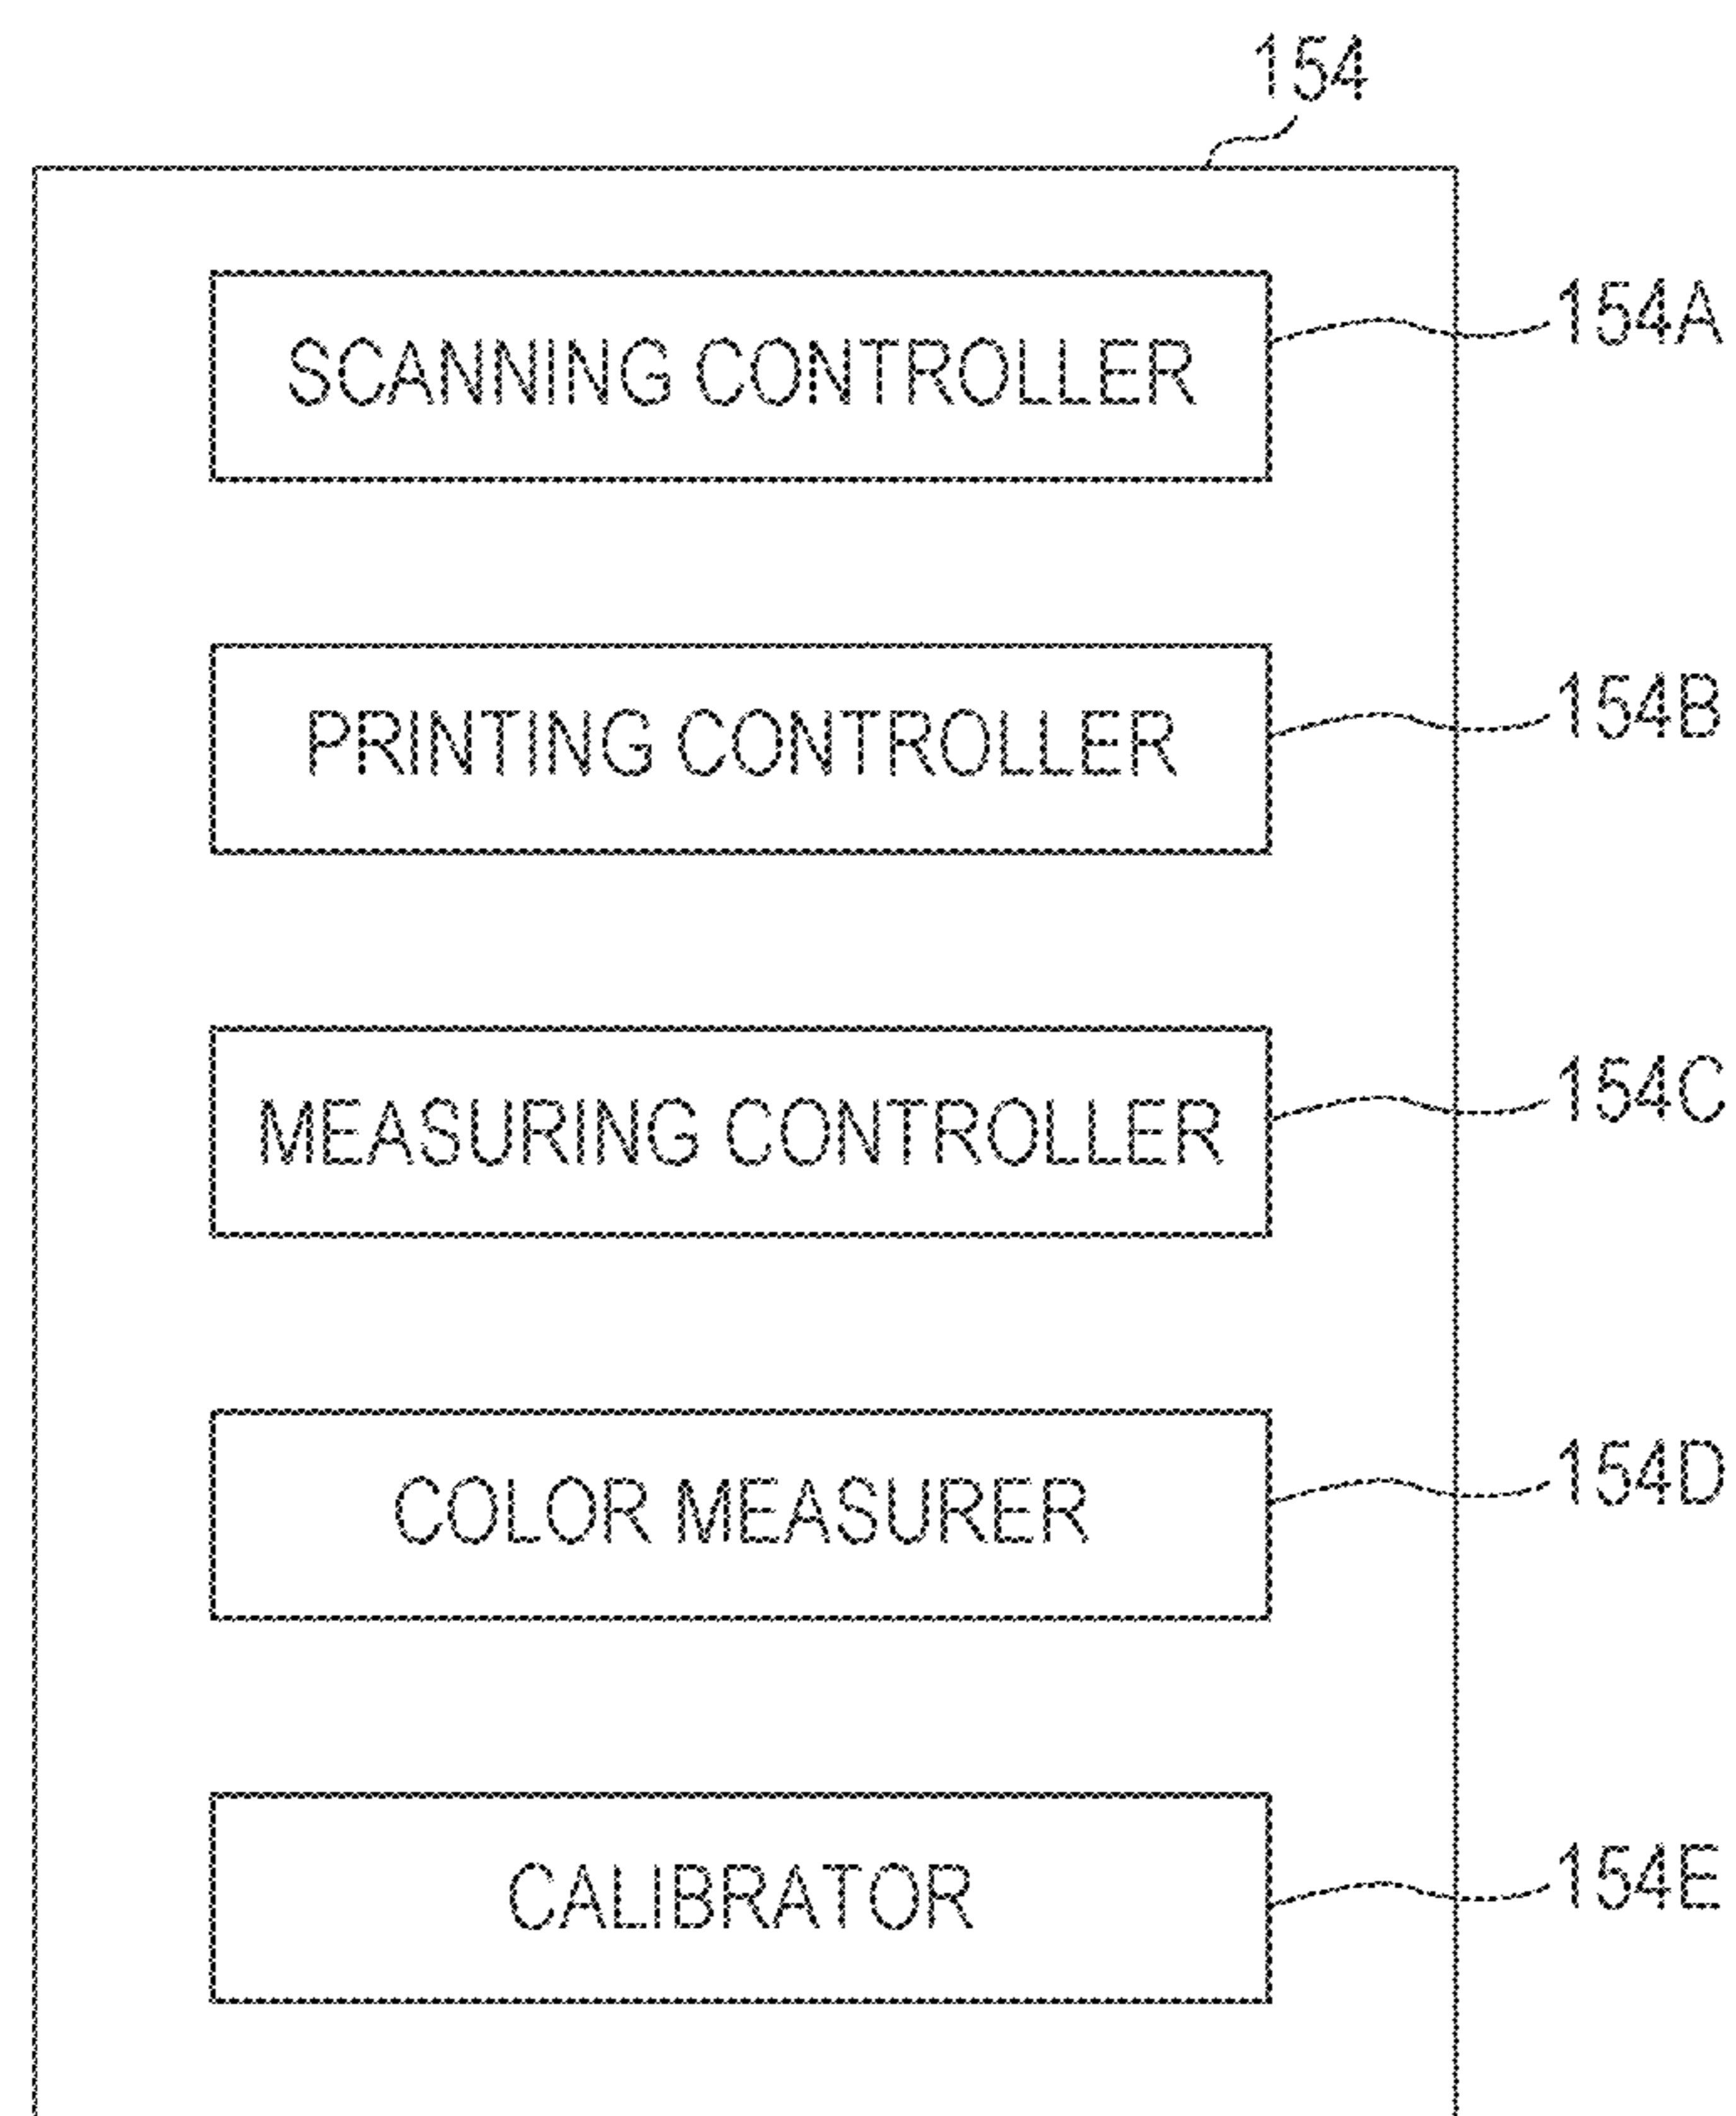 154
SCANNING CONTROLLER 154A
PRINTING CONTROLLER 154B
MEASURING CONTROLLER 154C
COLOR MEASURER 154D
CALIBRATOR 154E